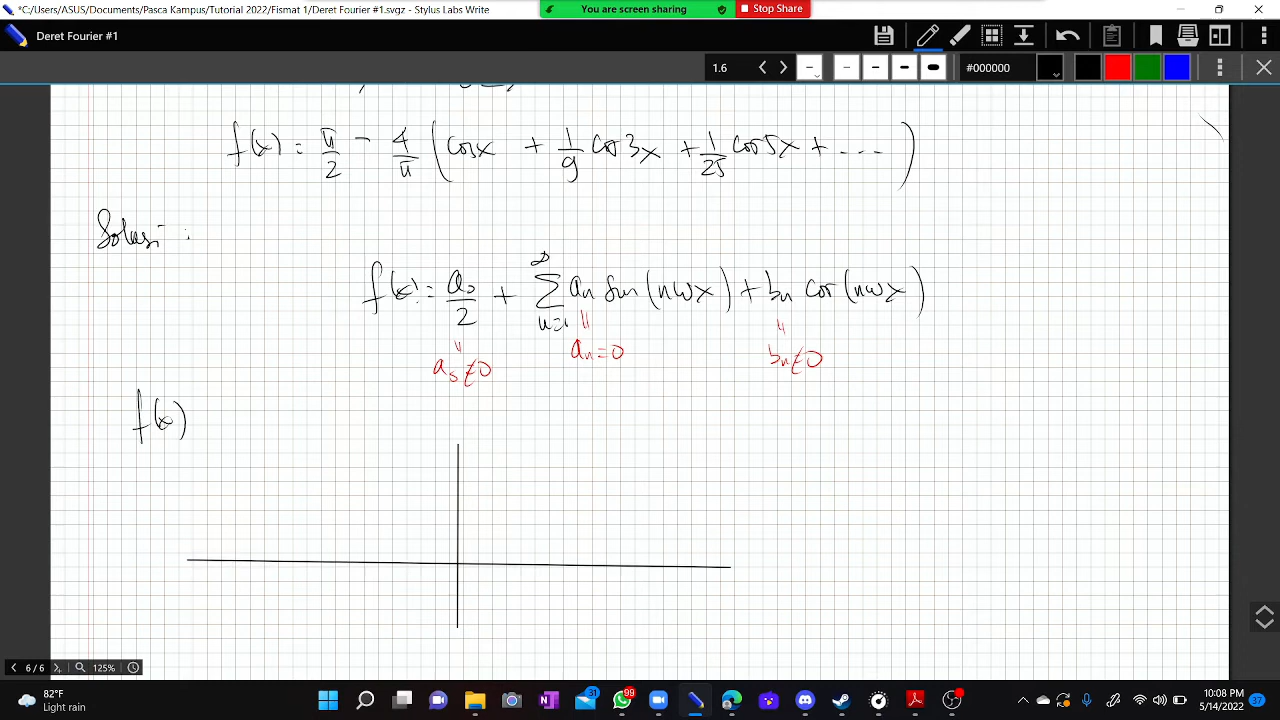 *C:/Users/ASUS/Documents/Pasca Kampus/Tutorial 2022/Fismat 1/Deret Fourier #1.svgz - Stylus Labs Write
You are screen sharing
Stop Share
Deret Fourier #1
1.6
#000000
f(x) = π/2 - 4/π (cos x + 1/9 cos 3x + 1/25 cos 5x + ...)
Solusi :
f(x) = a₀/2 + ∑ₙ₌₁^∞ aₙ sin(nωx) + bₙ cos(nωx)
aₙ = 0
bₙ ≠ 0
f(x)
6 / 6
125%
82°F
Light rain
31
99
10:08 PM
5/14/2022
37